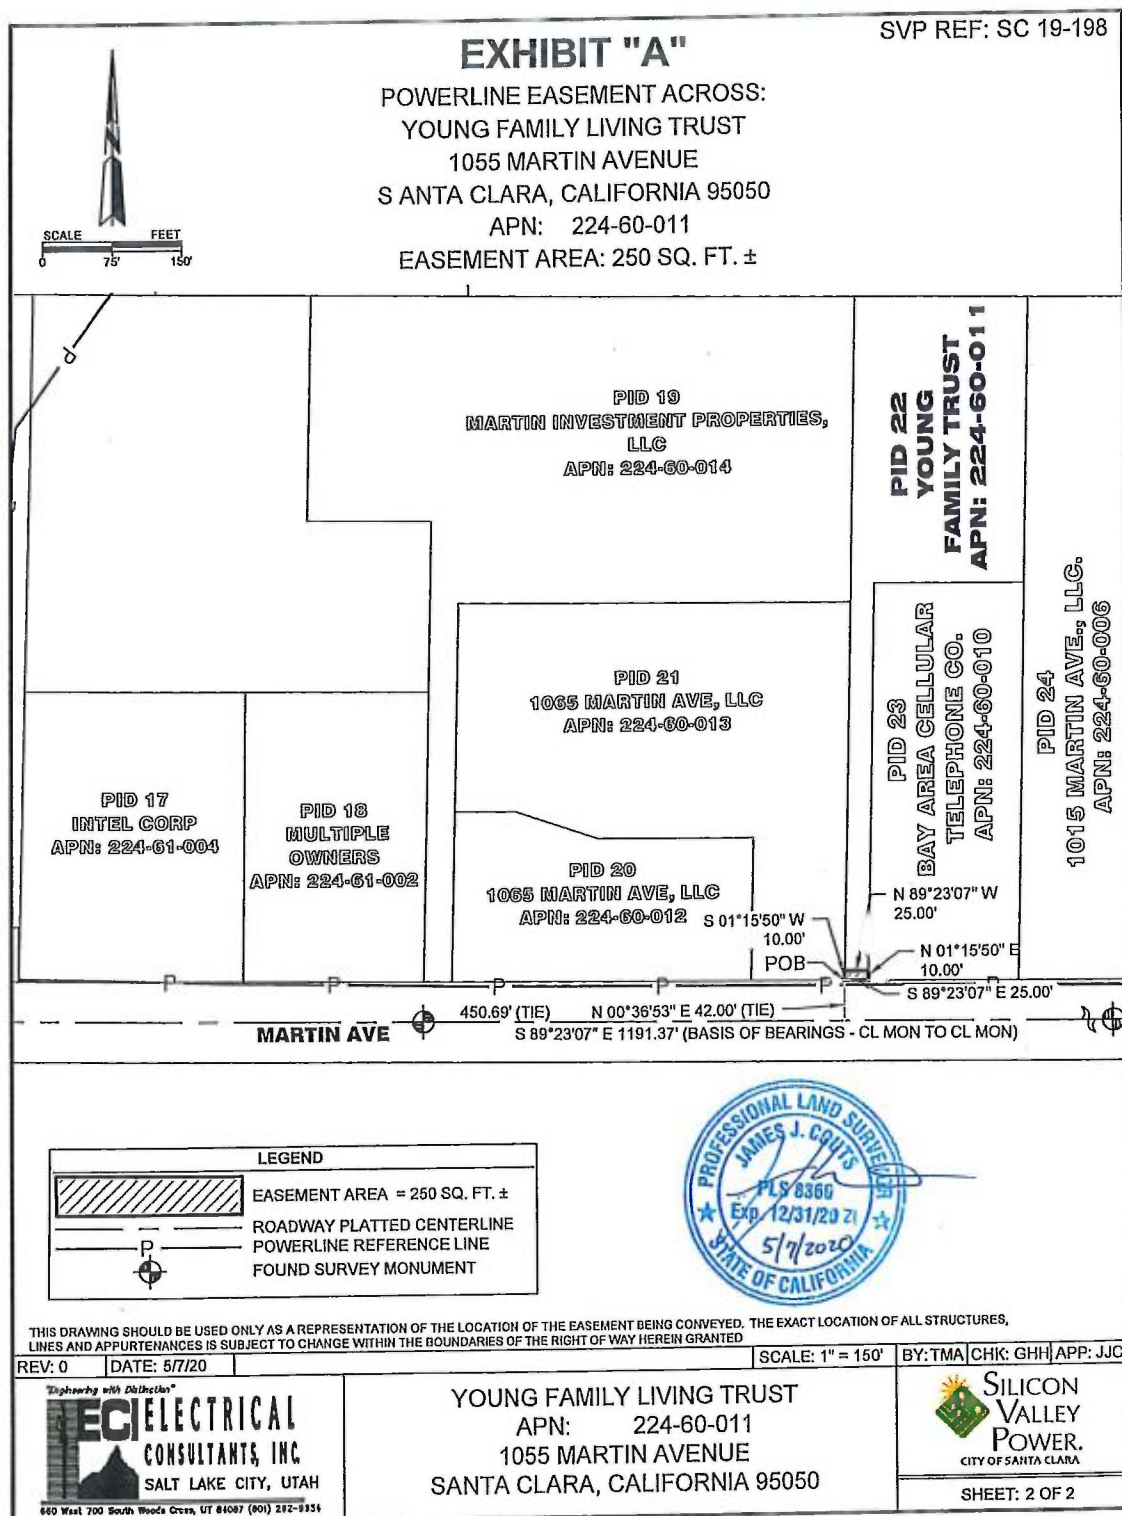 SVP REF: SC 19-198
EXHIBIT "A"
POWERLINE EASEMENT ACROSS:
YOUNG FAMILY LIVING TRUST
1055 MARTIN AVENUE
S ANTA CLARA, CALIFORNIA 95050
APN: 224-60-011
EASEMENT AREA: 250 SQ. FT. ±
N
SCALE FEET
0 75' 150'
P
PID 19
MARTIN INVESTMENT PROPERTIES,
LLC
APN: 224-60-014
PID 22
YOUNG
FAMILY TRUST
APN: 224-60-011
PID 21
1065 MARTIN AVE, LLC
APN: 224-60-013
PID 23
BAY AREA CELLULAR
TELEPHONE CO.
APN: 224-60-010
PID 24
1015 MARTIN AVE., LLC.
APN: 224-60-006
PID 17
INTEL CORP
APN: 224-61-004
PID 18
MULTIPLE
OWNERS
APN: 224-61-002
PID 20
1065 MARTIN AVE, LLC
APN: 224-60-012
S 01°15'50" W
10.00'
POB
N 89°23'07" W
25.00'
N 01°15'50" E
10.00'
S 89°23'07" E 25.00'
P P P P P P
450.69' (TIE) N 00°36'53" E 42.00' (TIE)
MARTIN AVE
S 89°23'07" E 1191.37' (BASIS OF BEARINGS - CL MON TO CL MON)
LEGEND
EASEMENT AREA = 250 SQ. FT. ±
ROADWAY PLATTED CENTERLINE
P POWERLINE REFERENCE LINE
FOUND SURVEY MONUMENT
PROFESSIONAL LAND SURVEYOR
JAMES J. COUTS
PLS 8360
Exp. 12/31/2021
5/7/2020
STATE OF CALIFORNIA
THIS DRAWING SHOULD BE USED ONLY AS A REPRESENTATION OF THE LOCATION OF THE EASEMENT BEING CONVEYED. THE EXACT LOCATION OF ALL STRUCTURES,
LINES AND APPURTENANCES IS SUBJECT TO CHANGE WITHIN THE BOUNDARIES OF THE RIGHT OF WAY HEREIN GRANTED
REV: 0 DATE: 5/7/20 SCALE: 1" = 150' BY:TMA CHK: GHH APP: JJC
"Engineering with Distinction"
ECI ELECTRICAL
CONSULTANTS, INC.
SALT LAKE CITY, UTAH
660 West 700 South Woods Cross, UT 84087 (801) 292-9954
YOUNG FAMILY LIVING TRUST
APN: 224-60-011
1055 MARTIN AVENUE
SANTA CLARA, CALIFORNIA 95050
SILICON
VALLEY
POWER.
CITY OF SANTA CLARA
SHEET: 2 OF 2